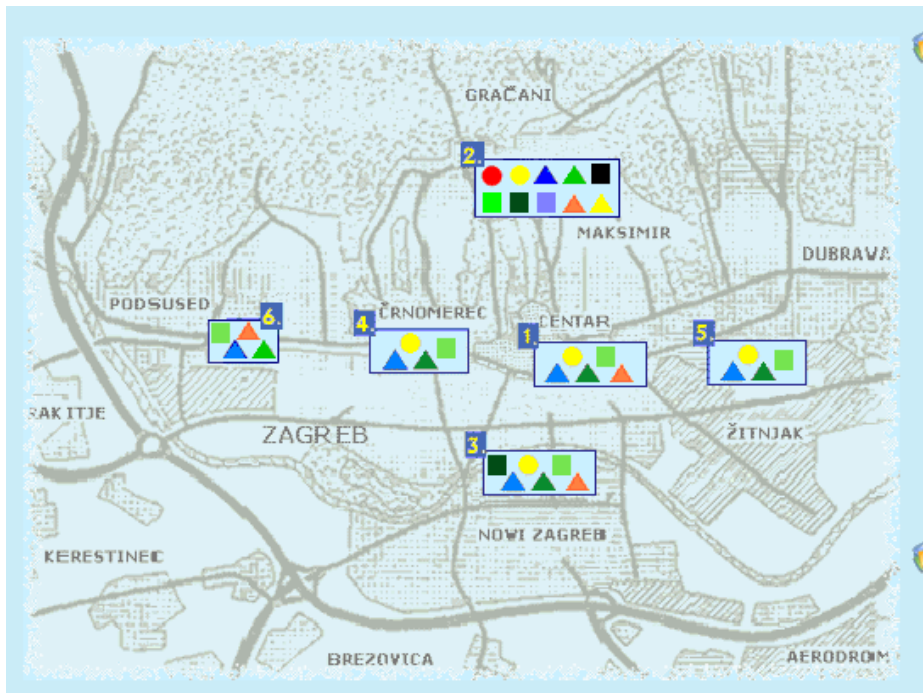 GRAČANI
2.
MAKSIMIR
DUBRAVA
PODSUSED
6.
ČRNOMEREC
4.
CENTAR
1.
5.
RAKITJE
ZAGREB
ŽITNJAK
3.
NOVI ZAGREB
KERESTINEC
BREZOVICA
AERODROM